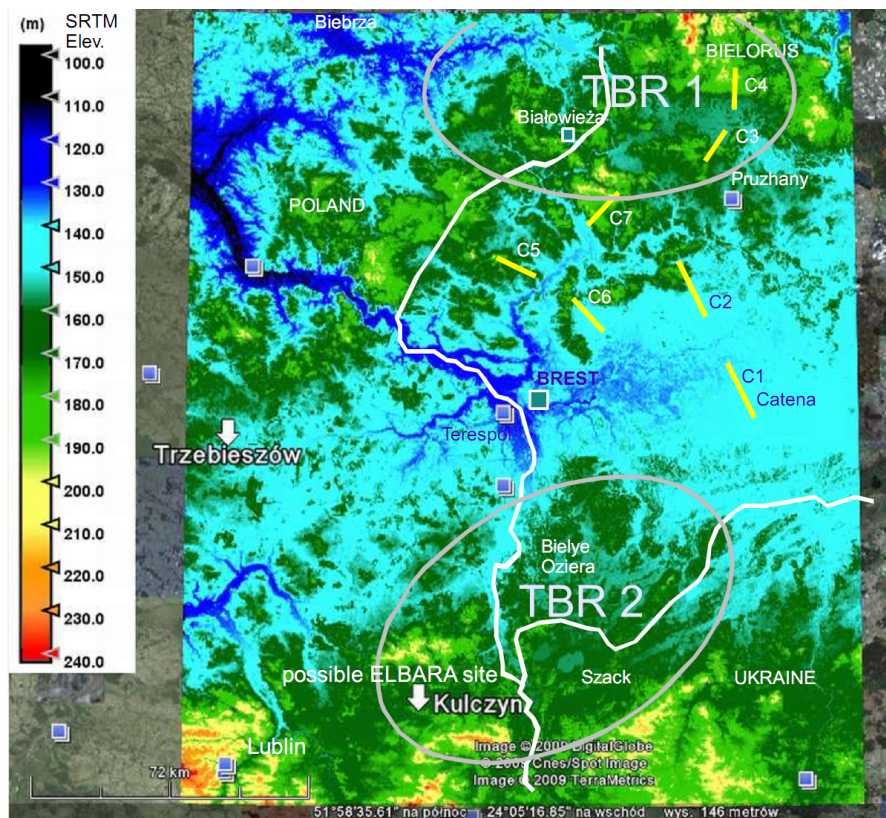 (m) SRTM
Elev.
100.0
110.0
120.0
130.0
140.0
150.0
160.0
170.0
180.0
190.0
200.0
210.0
220.0
230.0
240.0
Biebrza
BIELORUS
TBR 1
C4
Białowieża
C3
Pruzhany
POLAND
C7
C5
C6
C2
C1
Catena
BREST
Terespol
Trzebieszów
Bielye
Oziera
TBR 2
possible ELBARA site
Szack
UKRAINE
Kulczyn
Lublin
Image © 2009 DigitalGlobe
© 2009 Cnes/Spot Image
Image © 2009 TerraMetrics
72 km
51°58'35.61" na północ 24°05'16.85" na wschód wys. 146 metrów